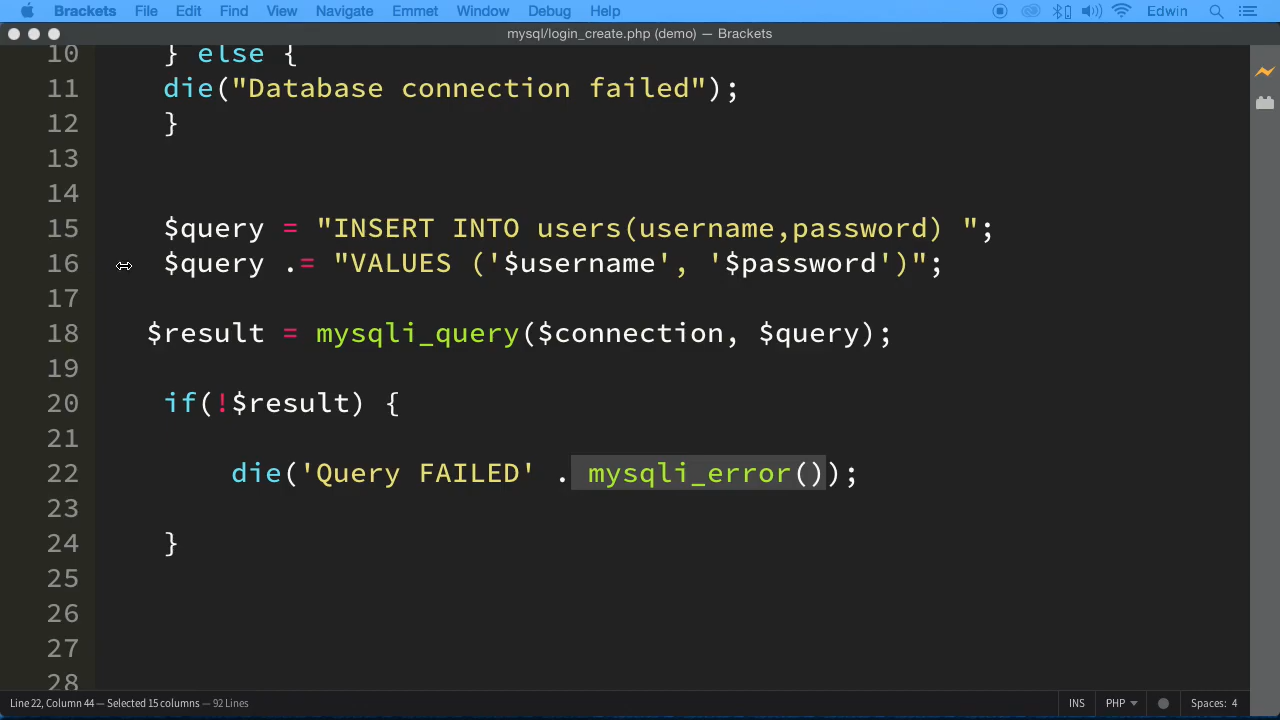 Brackets File Edit Find View Navigate Emmet Window Debug Help Edwin
mysql/login_create.php (demo) — Brackets
10 } else {
11 die("Database connection failed");
12 }
13
14
15 $query = "INSERT INTO users(username,password) ";
16 $query .= "VALUES ('$username', '$password')";
17
18 $result = mysqli_query($connection, $query);
19
20 if(!$result) {
21
22 die('Query FAILED' . mysqli_error());
23
24 }
25
26
27
28
Line 22, Column 44 — Selected 15 columns — 92 Lines INS PHP Spaces: 4